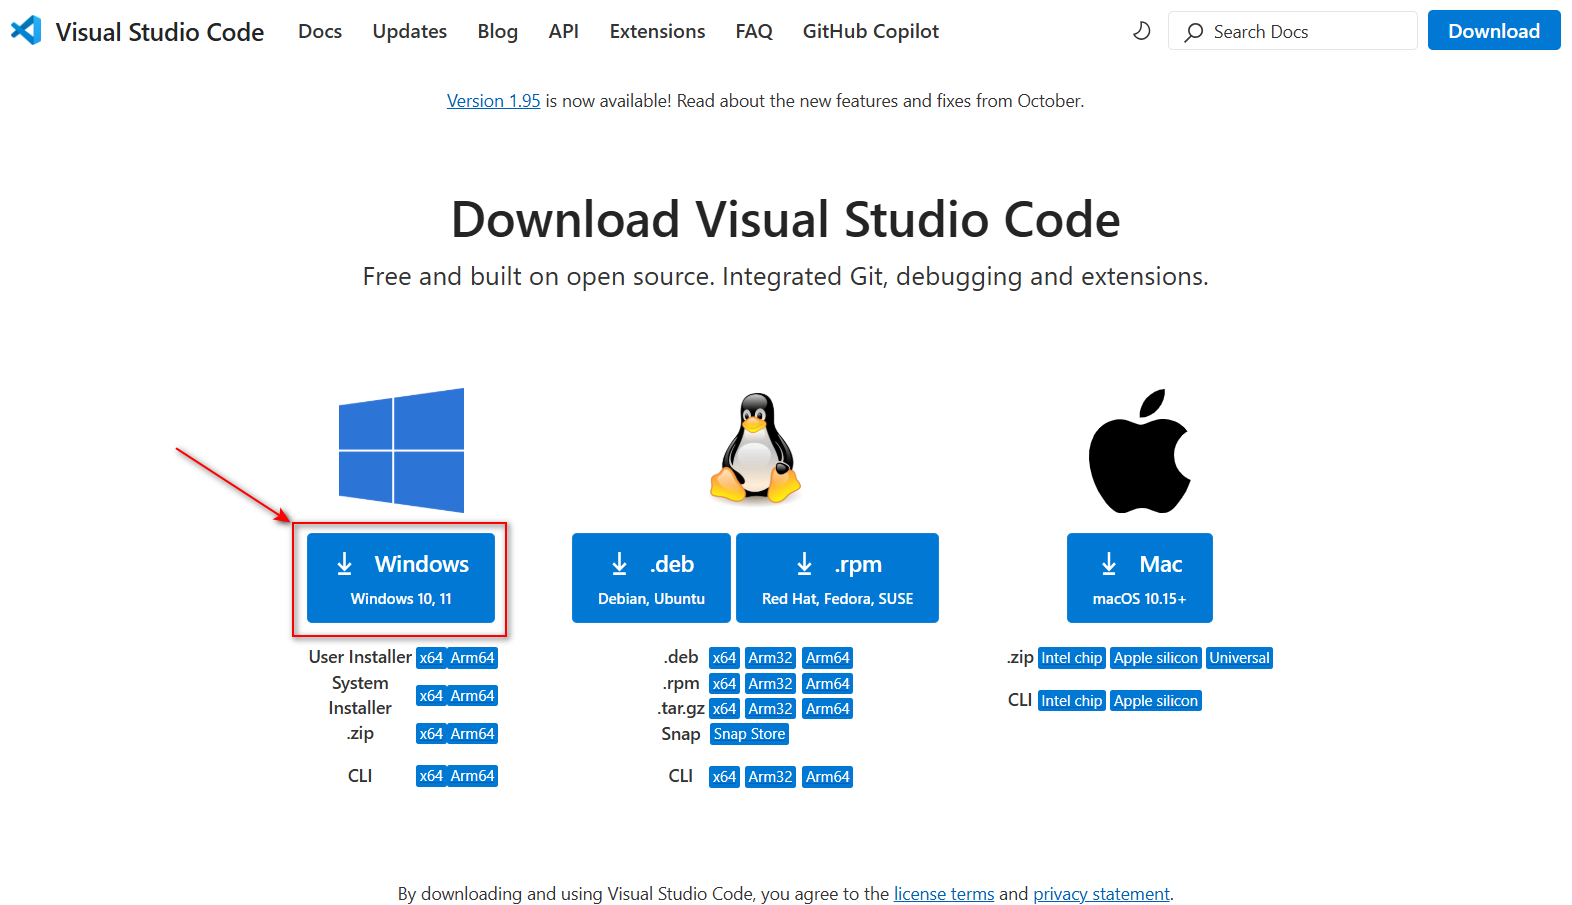 Visual Studio Code Docs Updates Blog API Extensions FAQ GitHub Copilot Search Docs Download
Version 1.95 is now available! Read about the new features and fixes from October.
Download Visual Studio Code
Free and built on open source. Integrated Git, debugging and extensions.
Windows
Windows 10, 11
User Installer x64 Arm64
System
Installer x64 Arm64
.zip x64 Arm64
CLI x64 Arm64
.deb
Debian, Ubuntu
.rpm
Red Hat, Fedora, SUSE
.deb x64 Arm32 Arm64
.rpm x64 Arm32 Arm64
.tar.gz x64 Arm32 Arm64
Snap Snap Store
CLI x64 Arm32 Arm64
Mac
macOS 10.15+
.zip Intel chip Apple silicon Universal
CLI Intel chip Apple silicon
By downloading and using Visual Studio Code, you agree to the license terms and privacy statement.